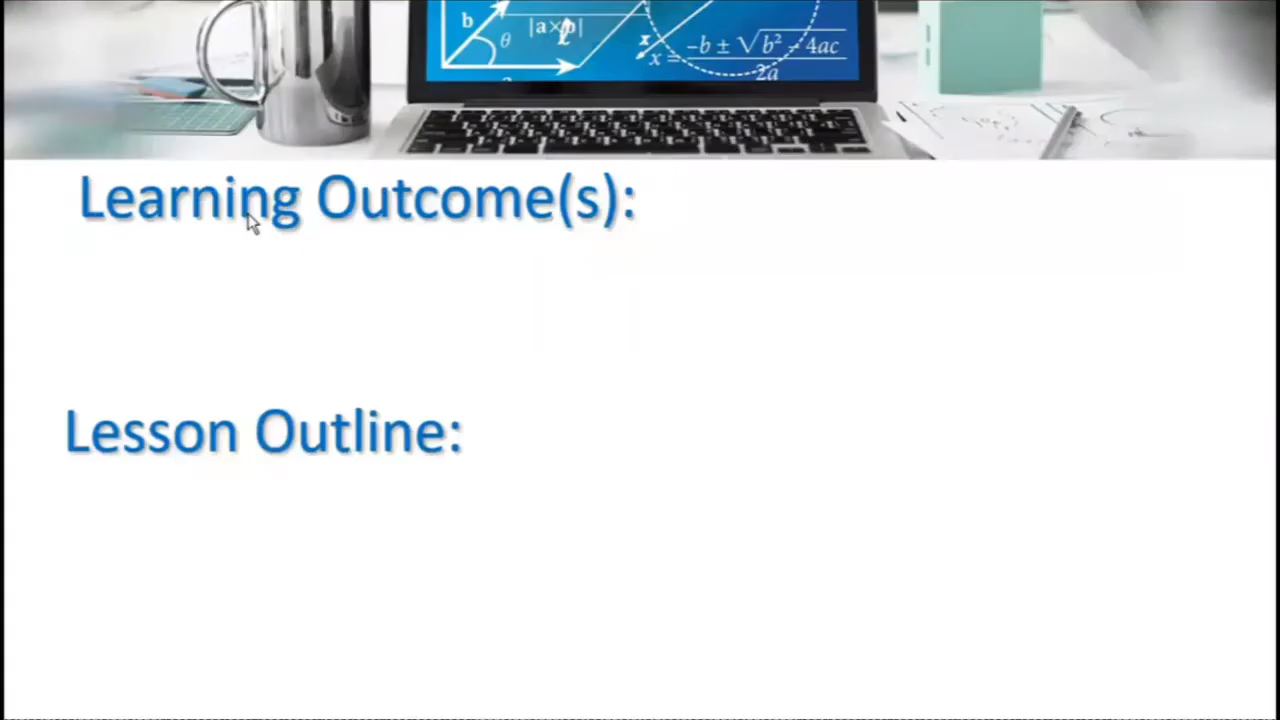 b
θ
|a×b|
ℓ
x
x = −b ± √b² − 4ac
2a
Learning Outcome(s):
Lesson Outline: